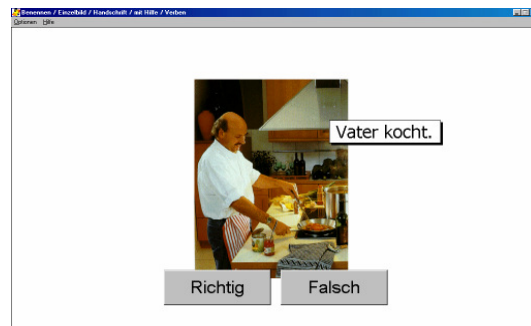 Benennen / Einzelbild / Handschrift / mit Hilfe / Verben
Optionen Hilfe
Vater kocht.
Richtig Falsch